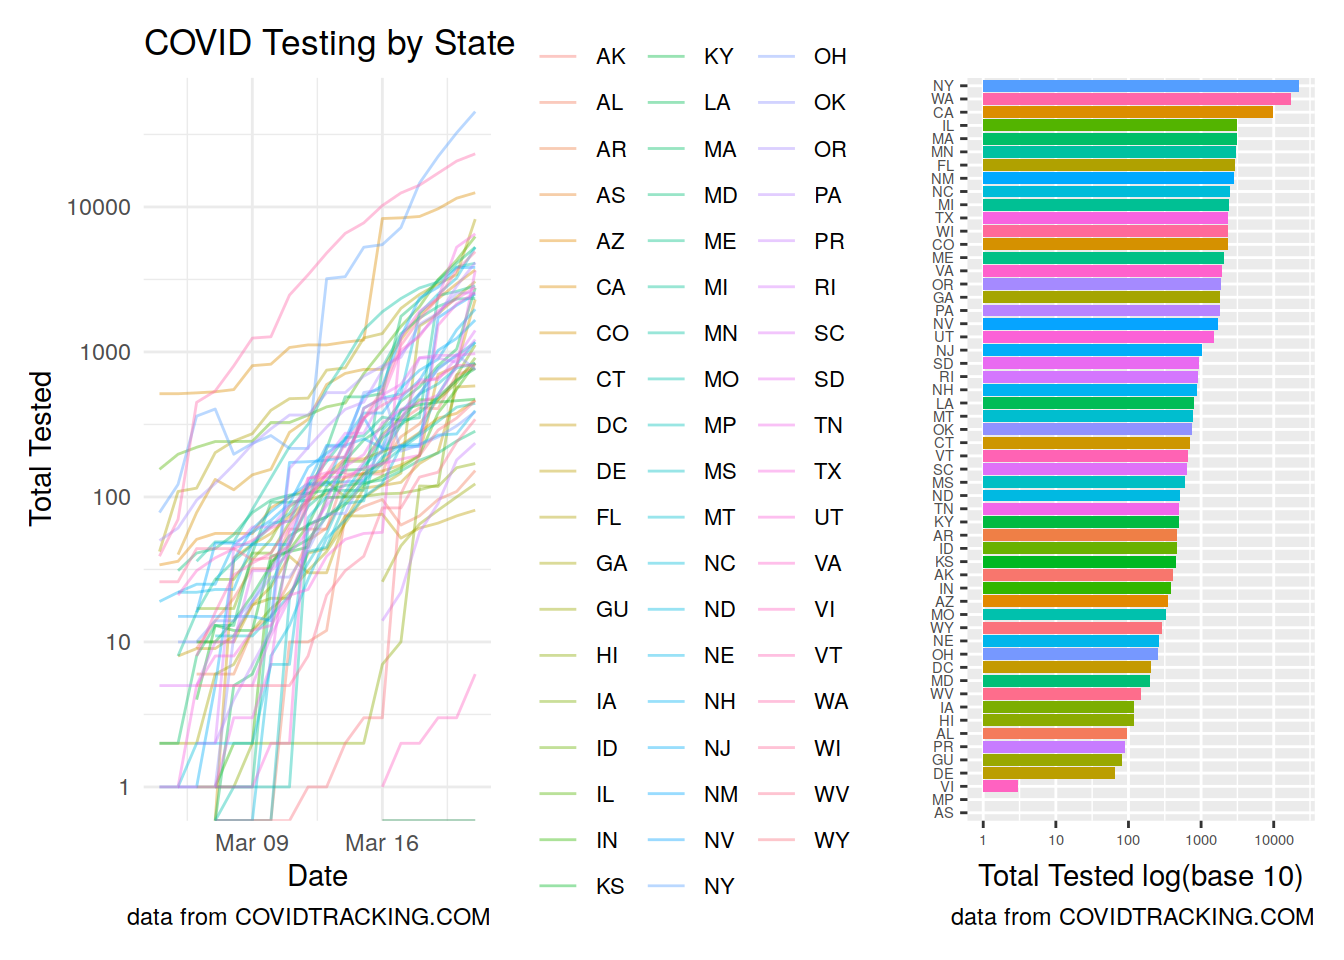 COVID Testing by State
Total Tested
10000
1000
100
10
1
Mar 09
Mar 16
Date
data from COVIDTRACKING.COM
AK KY OH
AL LA OK
AR MA OR
AS MD PA
AZ ME PR
CA MI RI
CO MN SC
CT MO SD
DC MP TN
DE MS TX
FL MT UT
GA NC VA
GU ND VI
HI NE VT
IA NH WA
ID NJ WI
IL NM WV
IN NV WY
KS NY
NY
WA
CA
IL
MA
MN
FL
NM
NC
MI
TX
WI
CO
ME
VA
OR
GA
PA
NV
UT
NJ
SD
RI
NH
LA
MT
OK
CT
VT
SC
MS
ND
TN
KY
AR
ID
KS
AK
IN
AZ
MO
WY
NE
OH
DC
MD
WV
IA
HI
AL
PR
GU
DE
VI
MP
AS
1 10 100 1000 10000
Total Tested log(base 10)
data from COVIDTRACKING.COM